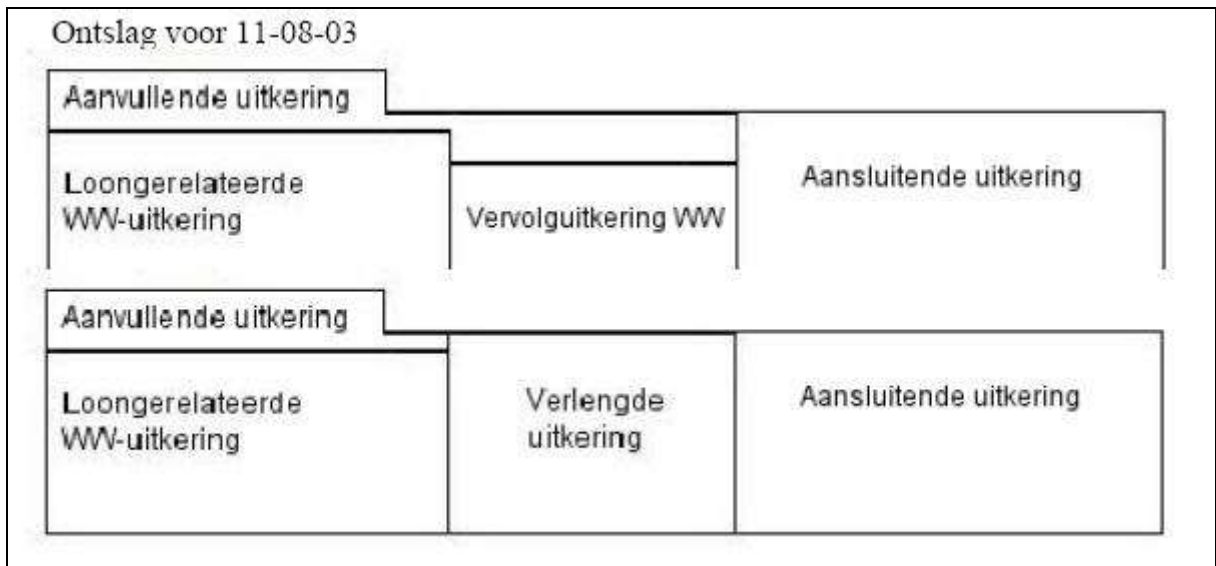 Ontslag voor 11-08-03
Aanvullende uitkering
Loongerelateerde
WW-uitkering
Vervolguitkering WW
Aansluitende uitkering
Aanvullende uitkering
Loongerelateerde
WW-uitkering
Verlengde
uitkering
Aansluitende uitkering